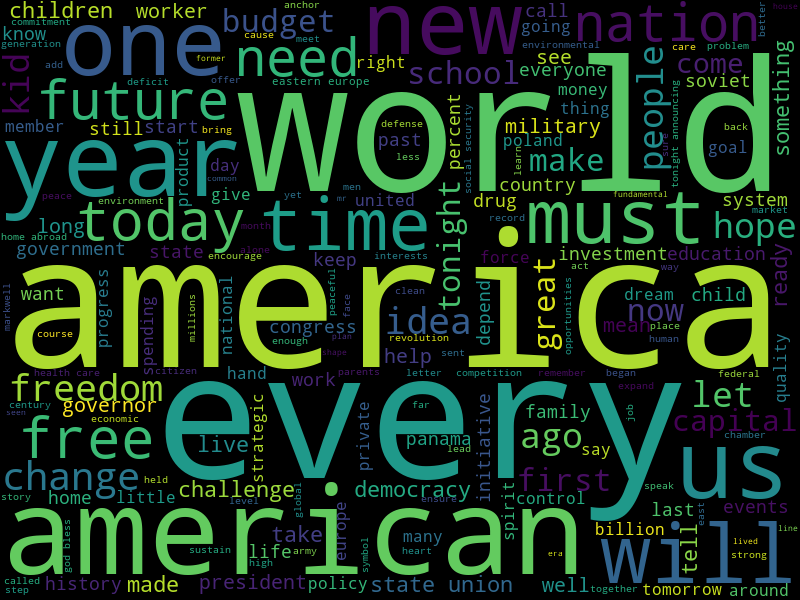 children worker budget anchor new nation call better house
commitment know generation one cause meet going environmental care problem
kid add deficit former offer need right school see everyone come something
future eastern europe world money soviet people
member still start bring defense past percent military thing back goal
year product day less learn poland make sure tonight announcing
common social security country system
peace environment give yet men mr united drug fundamental market
today time tonight record must hope
home abroad long month
government state encourage alone keep interests force investment education ready
america act way
want progress national peaceful clean great opportunities dream child now
markwell spending millions congress face idea depend mean place
course enough plan revolution help human
health care citizen shape sent began
freedom hand work parents letter competition remember expand federal quality
century governor family let
seen economic strategic private far initiative job capital
free live panama ago say chamber
every lead us
change challenge held democracy spirit first speak
story home little level global ensure control last events
american god bless sustain life army europe take many heart billion tell east will lived line
high symbol era strong
called step history made president policy state union well together tomorrow around